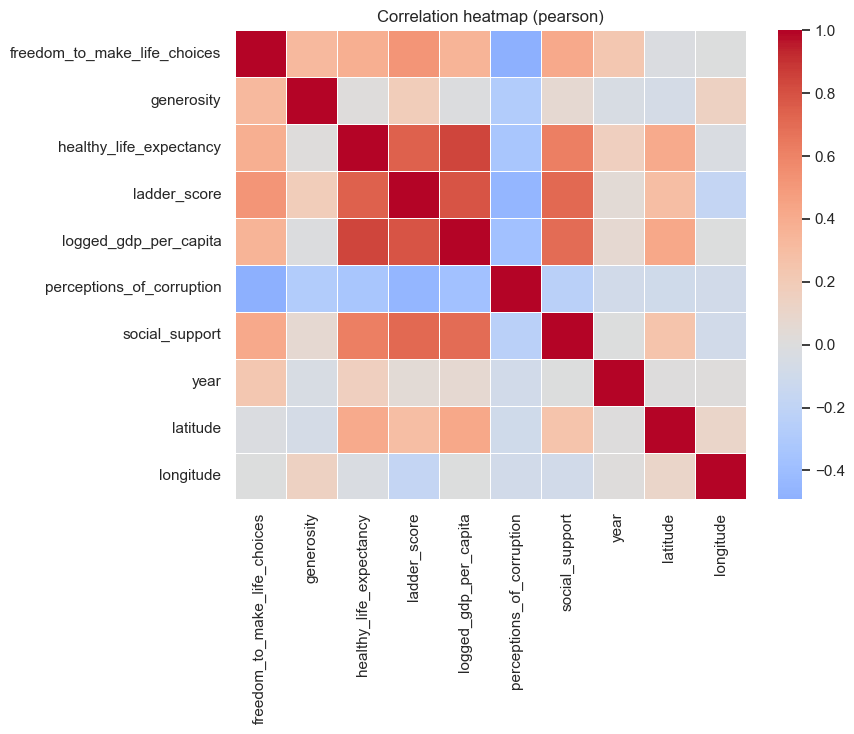 Correlation heatmap (pearson)
freedom_to_make_life_choices
generosity
healthy_life_expectancy
ladder_score
logged_gdp_per_capita
perceptions_of_corruption
social_support
year
latitude
longitude
freedom_to_make_life_choices
generosity
healthy_life_expectancy
ladder_score
logged_gdp_per_capita
perceptions_of_corruption
social_support
year
latitude
longitude
1.0
0.8
0.6
0.4
0.2
0.0
−0.2
−0.4